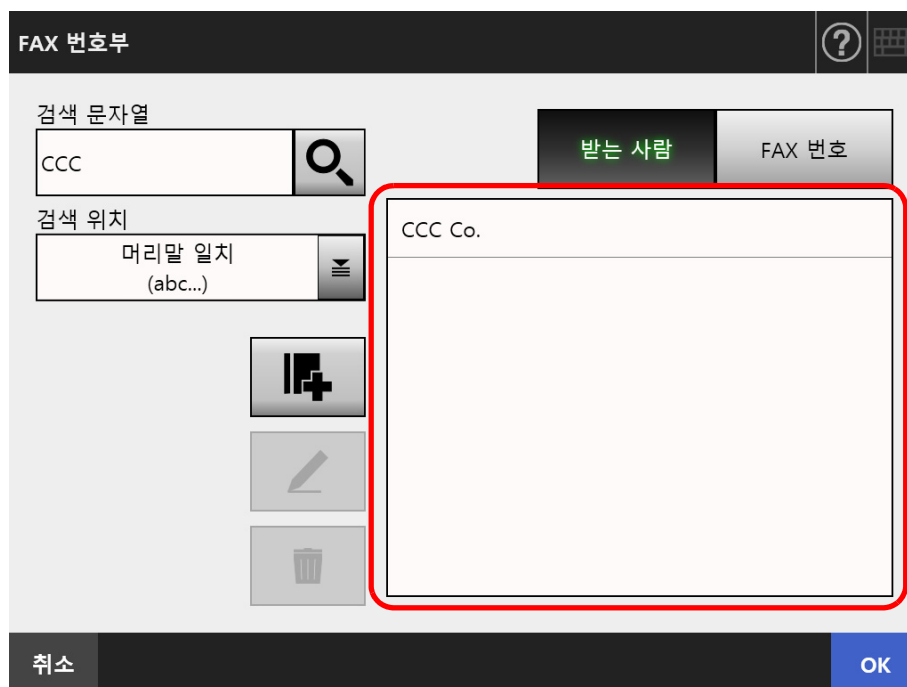 FAX 번호부
검색 문자열
CCC
받는 사람
FAX 번호
검색 위치
머리말 일치
(abc...)
CCC Co.
취소
OK